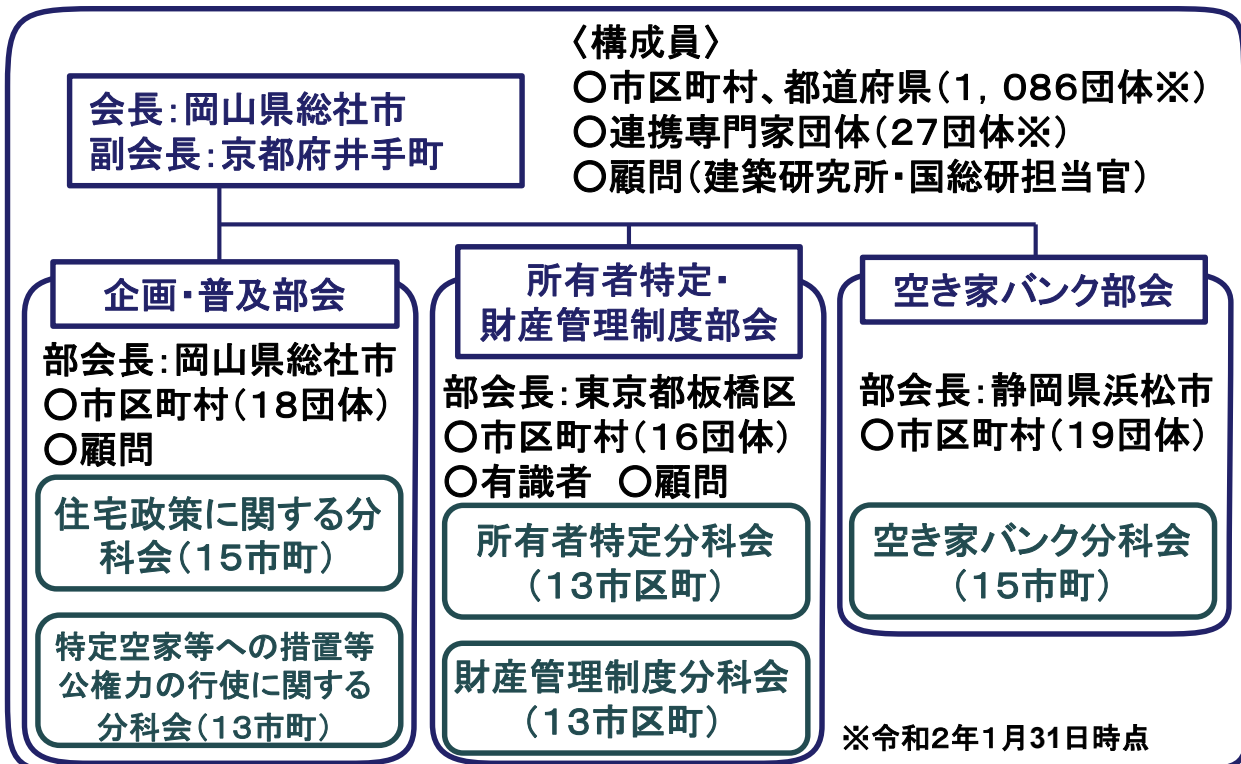 会長:岡山県総社市
副会長:京都府井手町
〈構成員〉
○市区町村、都道府県(1,086団体※)
○連携専門家団体(27団体※)
○顧問(建築研究所・国総研担当官)
企画・普及部会
部会長:岡山県総社市
○市区町村(18団体)
○顧問
住宅政策に関する分
科会(15市町)
特定空家等への措置等
公権力の行使に関する
分科会(13市町)
所有者特定・
財産管理制度部会
部会長:東京都板橋区
○市区町村(16団体)
○有識者 ○顧問
所有者特定分科会
(13市区町)
財産管理制度分科会
(13市区町)
空き家バンク部会
部会長:静岡県浜松市
○市区町村(19団体)
空き家バンク分科会
(15市町)
※令和2年1月31日時点